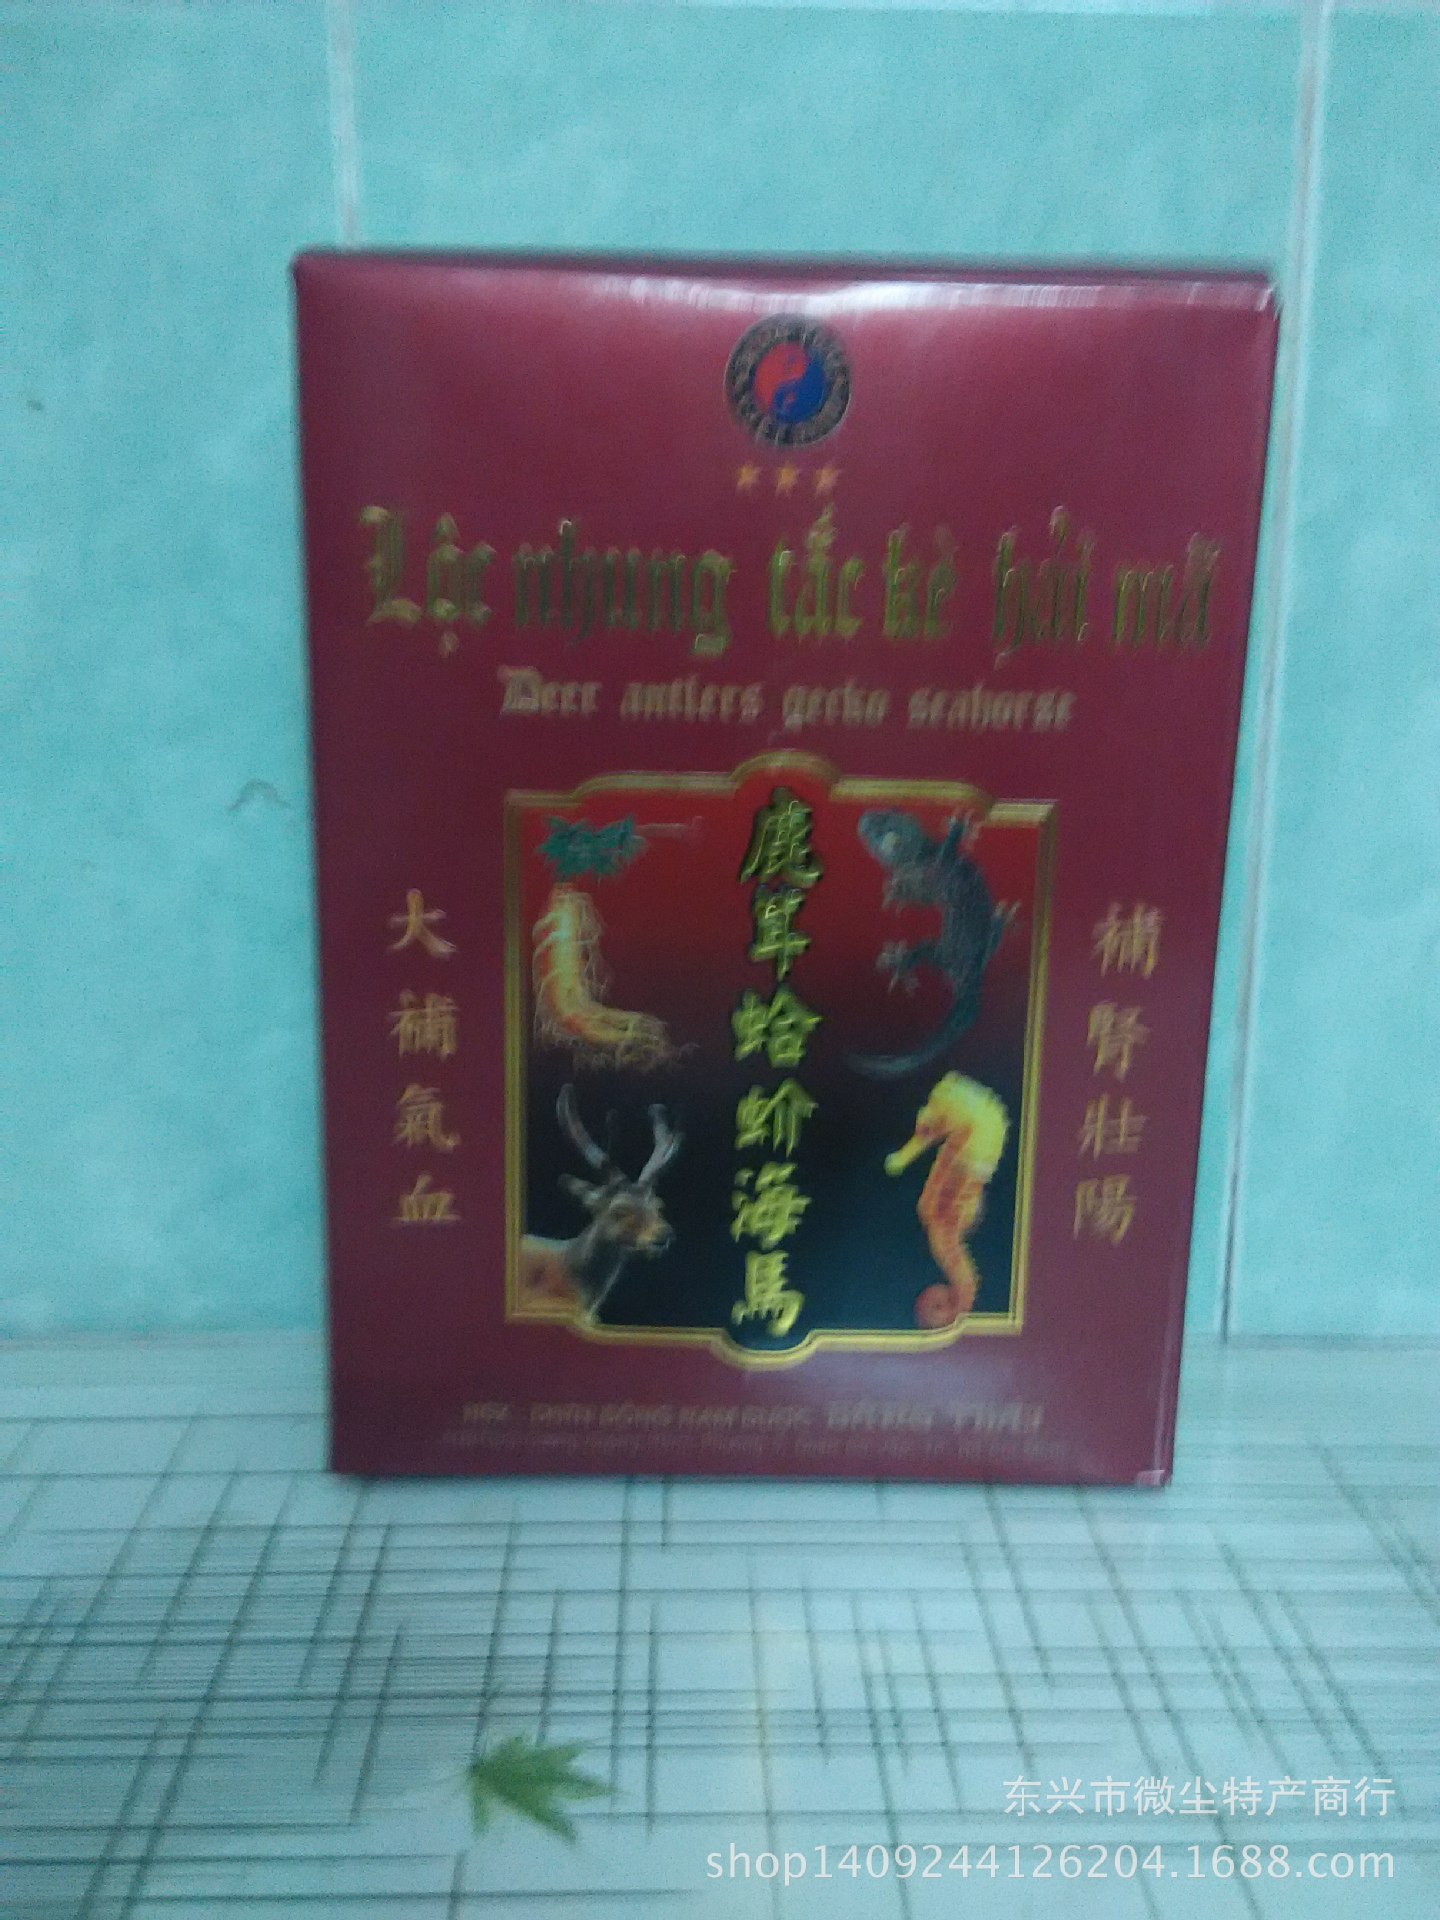 Lộc nhung tắc kè hải mã
Deer antlers gecko seahorse
鹿茸蛤蚧海馬
大補氣血
補腎壯陽
东兴市微尘特产商行
shop1409244126204.1688.com